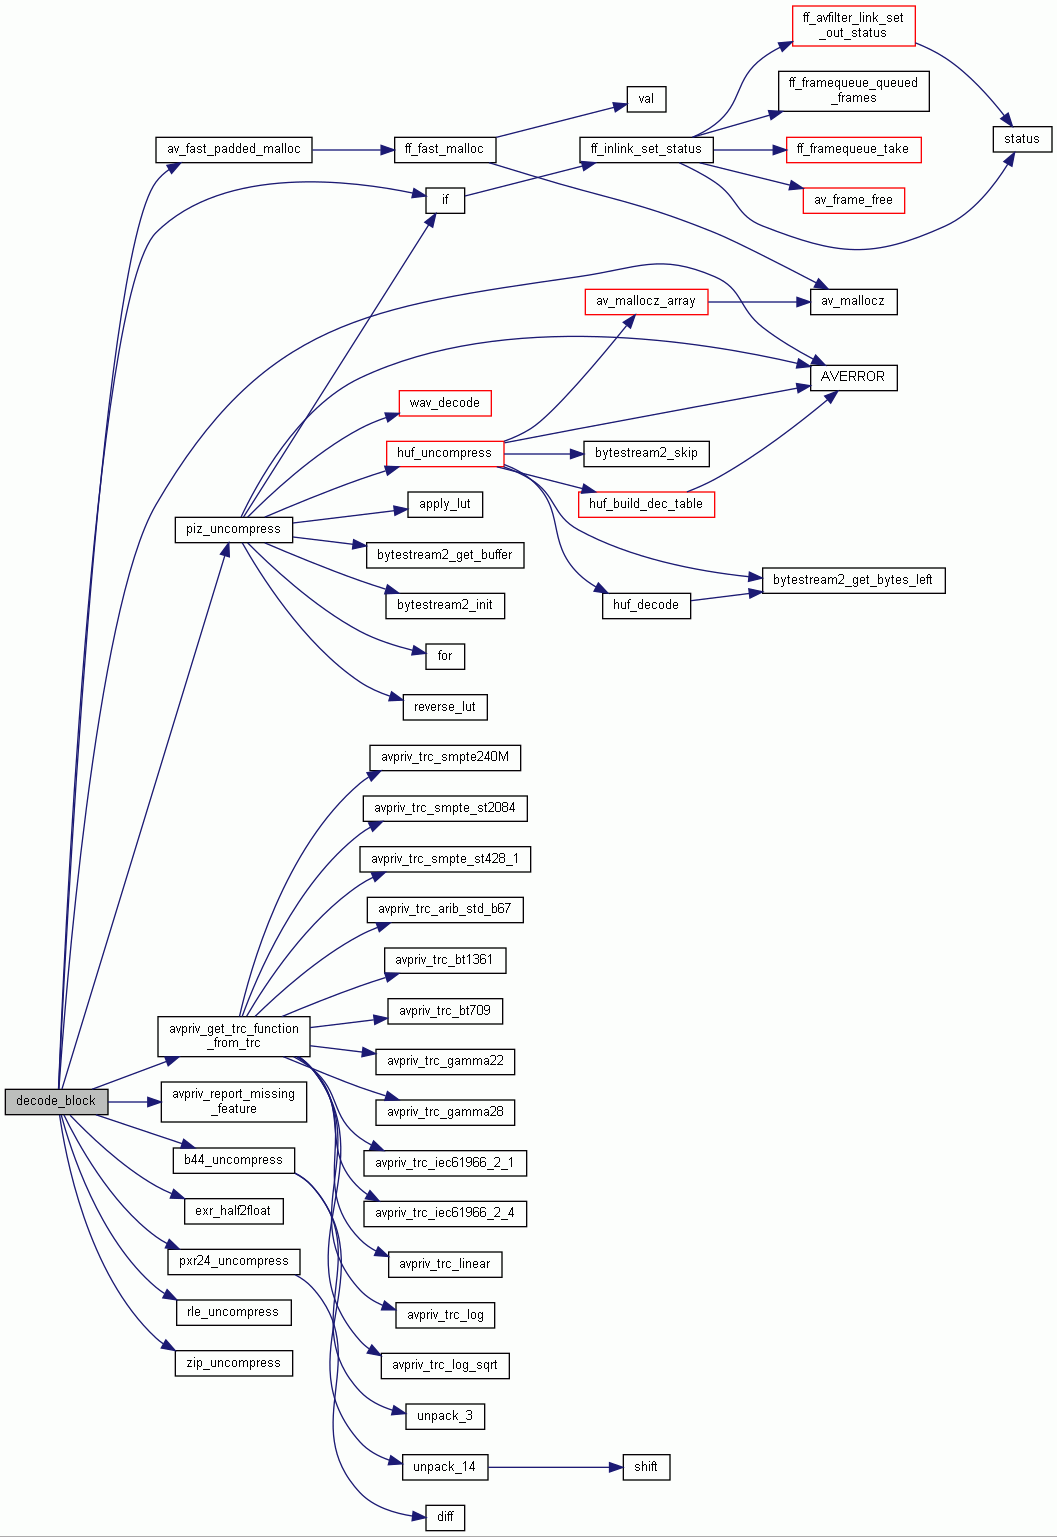 ff_avfilter_link_set
_out_status
ff_framequeue_queued
_frames
val
status
av_fast_padded_malloc
ff_fast_malloc
ff_inlink_set_status
ff_framequeue_take
if
av_frame_free
av_mallocz_array
av_mallocz
AVERROR
wav_decode
huf_uncompress
bytestream2_skip
apply_lut
huf_build_dec_table
piz_uncompress
bytestream2_get_buffer
bytestream2_get_bytes_left
bytestream2_init
huf_decode
for
reverse_lut
avpriv_trc_smpte240M
avpriv_trc_smpte_st2084
avpriv_trc_smpte_st428_1
avpriv_trc_arib_std_b67
avpriv_trc_bt1361
avpriv_trc_bt709
avpriv_get_trc_function
_from_trc
avpriv_trc_gamma22
decode_block
avpriv_report_missing
_feature
avpriv_trc_gamma28
b44_uncompress
avpriv_trc_iec61966_2_1
exr_half2float
avpriv_trc_iec61966_2_4
pxr24_uncompress
avpriv_trc_linear
rle_uncompress
avpriv_trc_log
zip_uncompress
avpriv_trc_log_sqrt
unpack_3
unpack_14
shift
diff